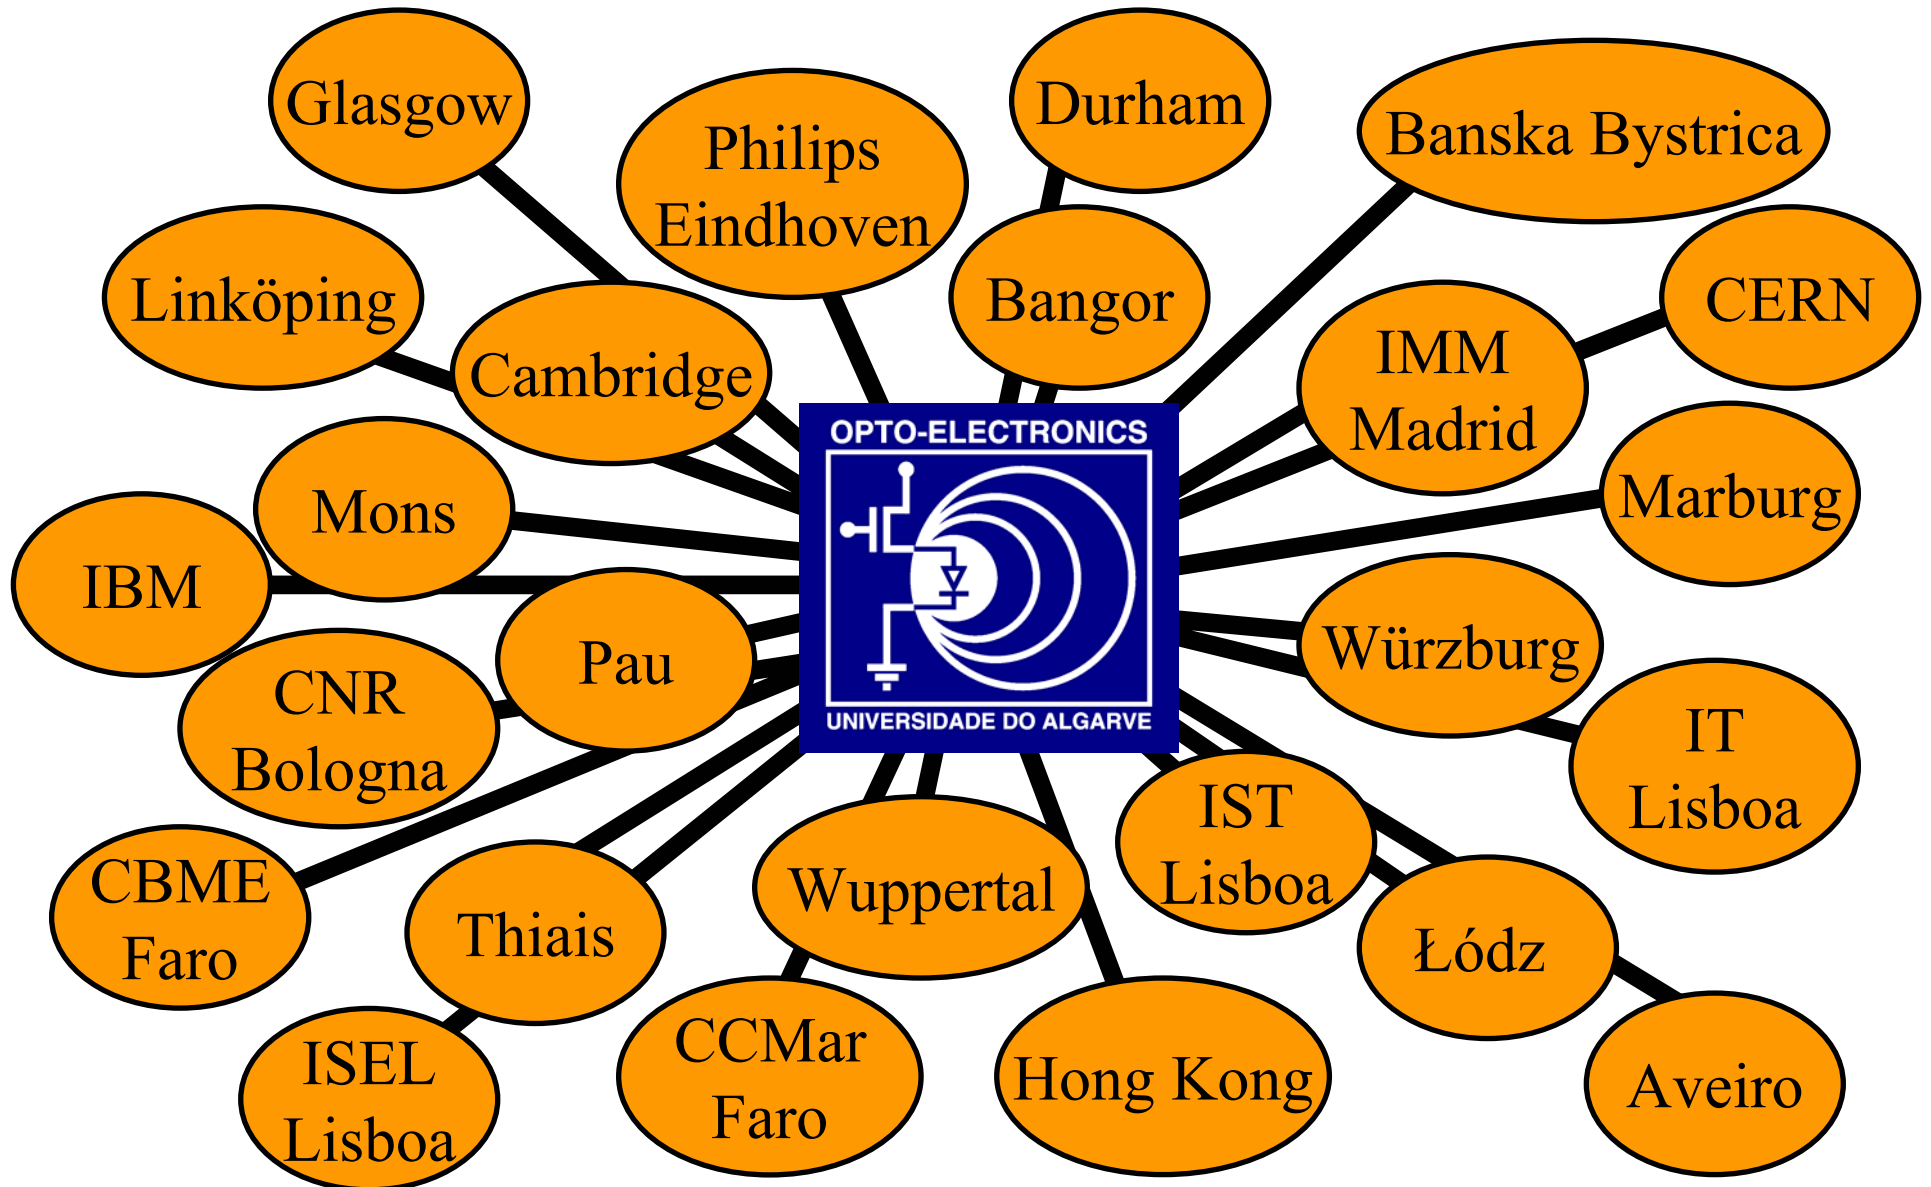 Glasgow
Durham
Banska Bystrica
Philips
Eindhoven
Linköping
Bangor
CERN
Cambridge
IMM
Madrid
OPTO-ELECTRONICS
UNIVERSIDADE DO ALGARVE
Mons
Marburg
IBM
Pau
Würzburg
CNR
Bologna
IT
Lisboa
IST
Lisboa
CBME
Faro
Thiais
Wuppertal
Łódz
ISEL
Lisboa
CCMar
Faro
Hong Kong
Aveiro